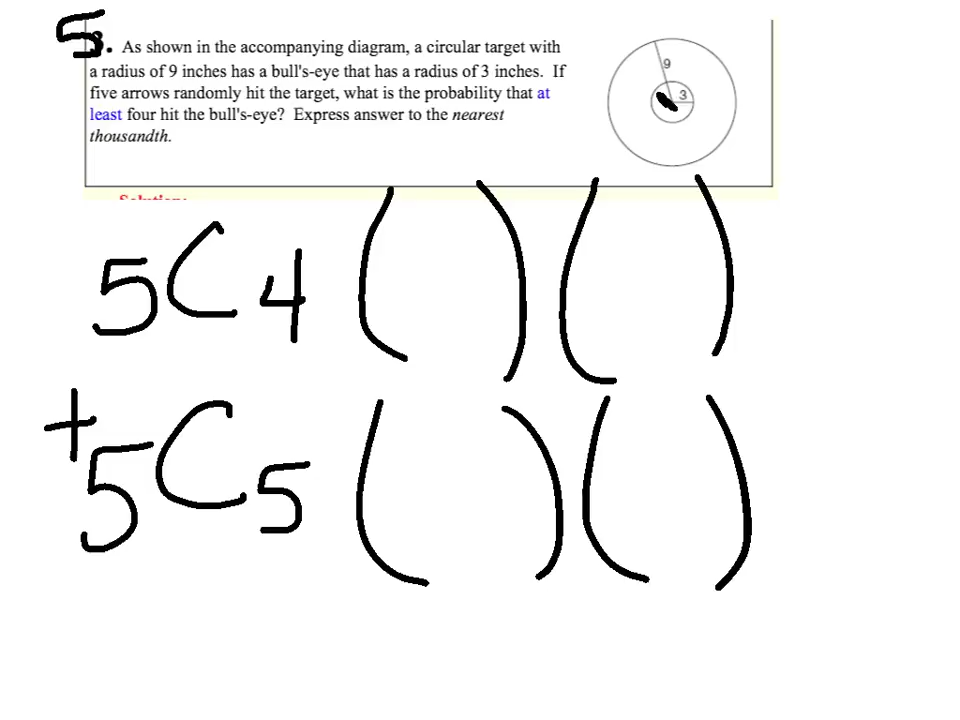 5. As shown in the accompanying diagram, a circular target with
a radius of 9 inches has a bull's-eye that has a radius of 3 inches. If
five arrows randomly hit the target, what is the probability that at
least four hit the bull's-eye? Express answer to the nearest
thousandth.
9
3
Solution:
5C4 ( ) ( )
+5C5 ( ) ( )